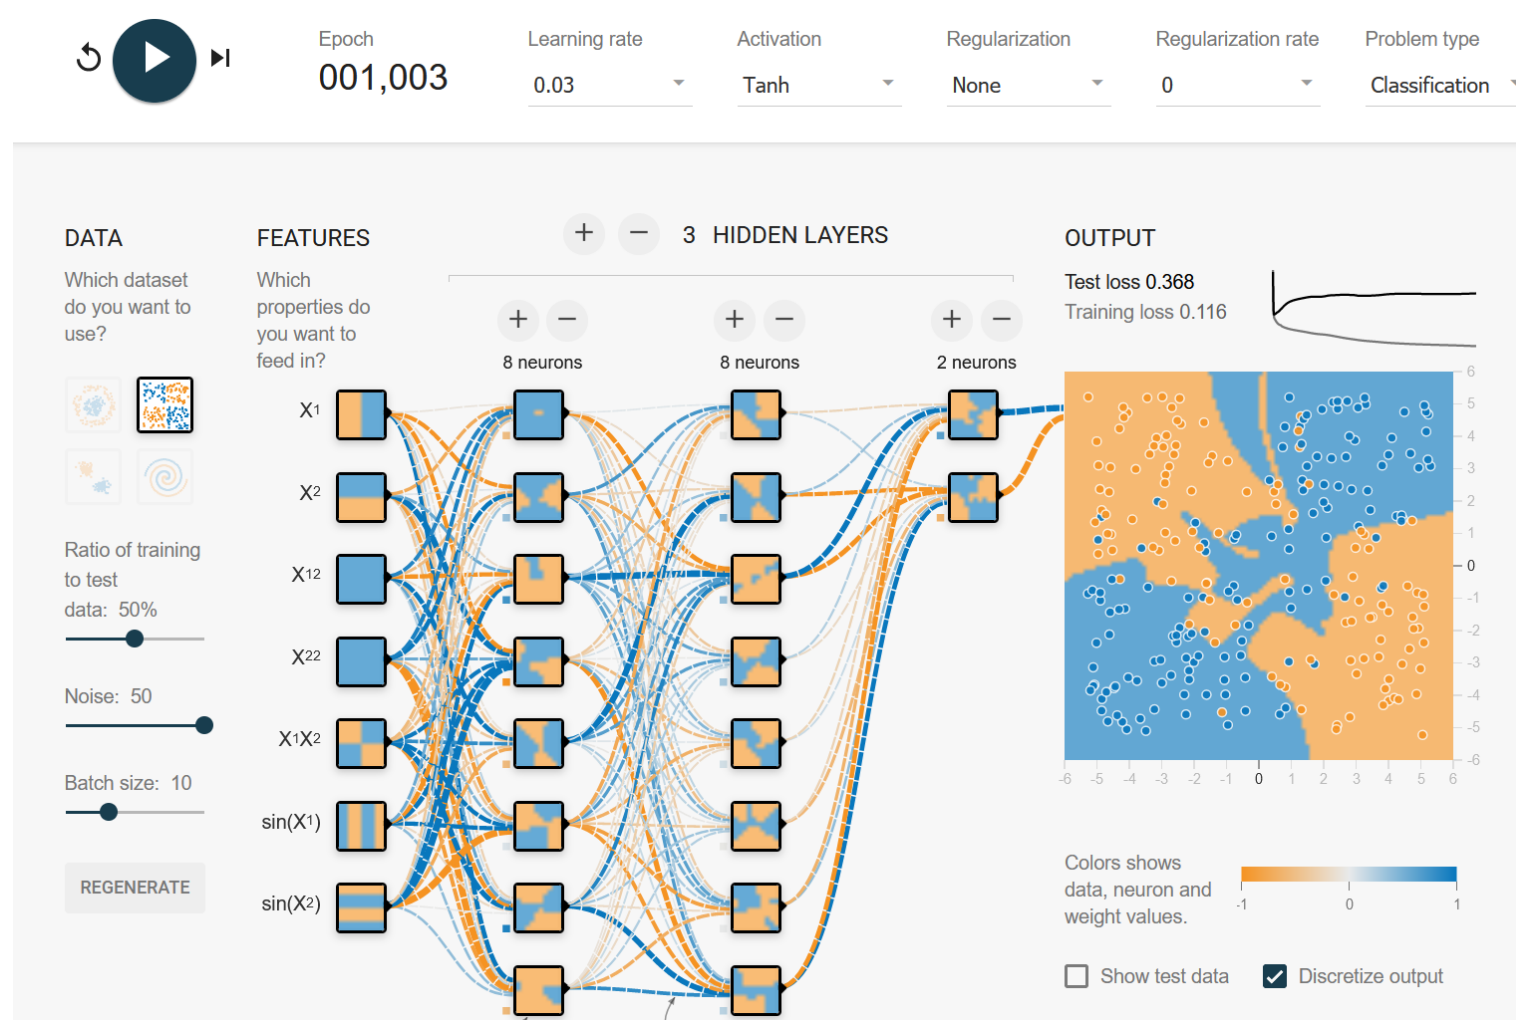 Epoch
001,003
Learning rate
0.03
Activation
Tanh
Regularization
None
Regularization rate
0
Problem type
Classification
DATA
Which dataset
do you want to
use?
Ratio of training
to test
data: 50%
Noise: 50
Batch size: 10
REGENERATE
FEATURES
Which
properties do
you want to
feed in?
X1
X2
X12
X22
X1X2
sin(X1)
sin(X2)
+ − 3 HIDDEN LAYERS
+ −
8 neurons
+ −
8 neurons
+ −
2 neurons
OUTPUT
Test loss 0.368
Training loss 0.116
6
5
4
3
2
1
0
-1
-2
-3
-4
-5
-6
-6 -5 -4 -3 -2 -1 0 1 2 3 4 5 6
Colors shows
data, neuron and
weight values.
-1 0 1
Show test data
Discretize output